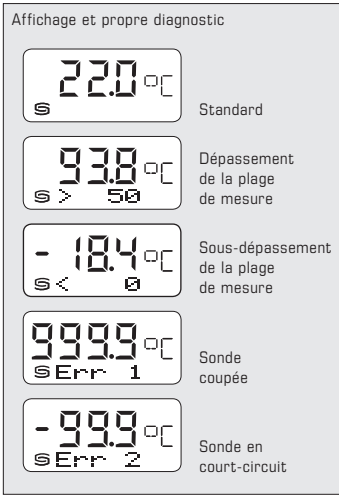 Affichage et propre diagnostic
22.0 °C
S
Standard
93.8 °C
S > 50
Dépassement
de la plage
de mesure
- 18.4 °C
S < 0
Sous-dépassement
de la plage
de mesure
999.9 °C
S Err 1
Sonde
coupée
-99.9 °C
S Err 2
Sonde en
court-circuit